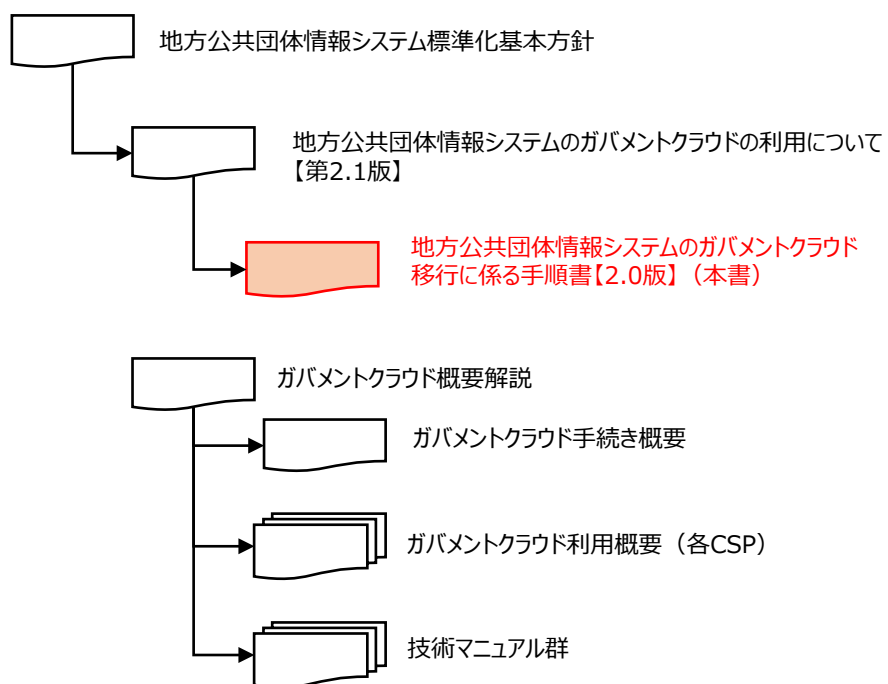 地方公共団体情報システム標準化基本方針
地方公共団体情報システムのガバメントクラウドの利用について
【第2.1版】
地方公共団体情報システムのガバメントクラウド
移行に係る手順書【2.0版】（本書）
ガバメントクラウド概要解説
ガバメントクラウド手続き概要
ガバメントクラウド利用概要（各CSP）
技術マニュアル群